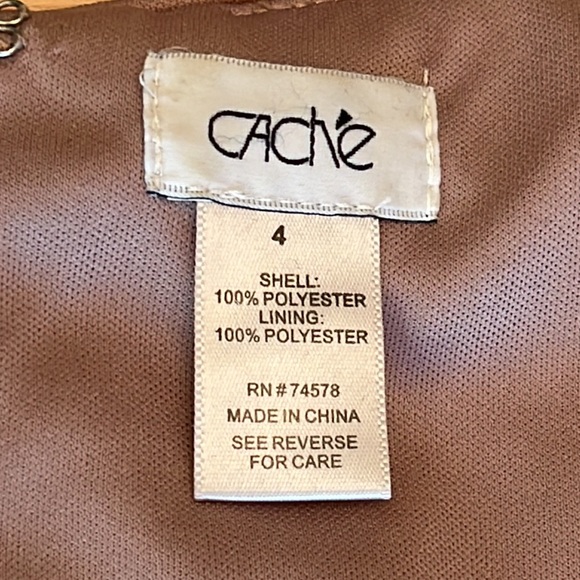 CAChé
4
SHELL:
100% POLYESTER
LINING:
100% POLYESTER
RN # 74578
MADE IN CHINA
SEE REVERSE
FOR CARE